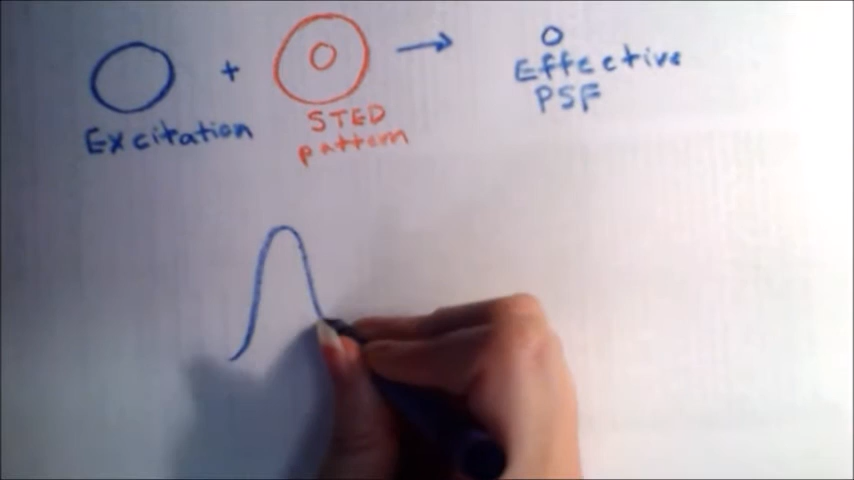 +
Excitation
STED
pattern
Effective
PSF